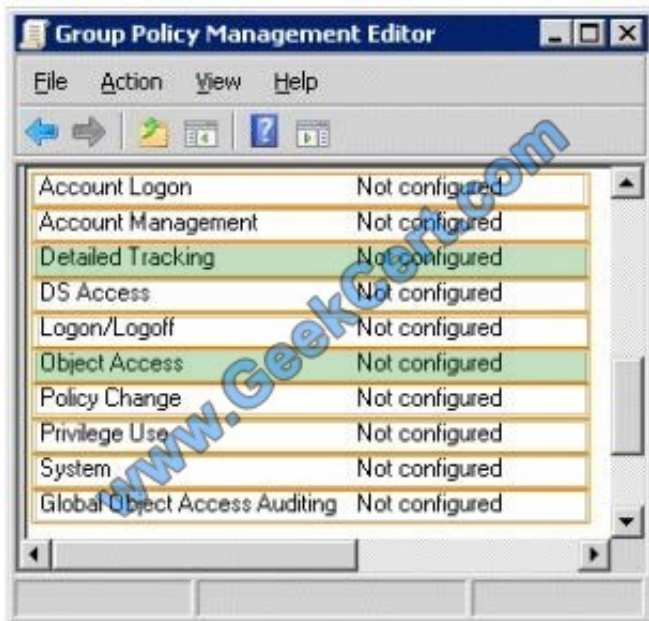 Group Policy Management Editor
File Action View Help
Account Logon Not configured
Account Management Not configured
Detailed Tracking Not configured
DS Access Not configured
Logon/Logoff Not configured
Object Access Not configured
Policy Change Not configured
Privilege Use Not configured
System Not configured
Global Object Access Auditing Not configured
www.GeekCert.com